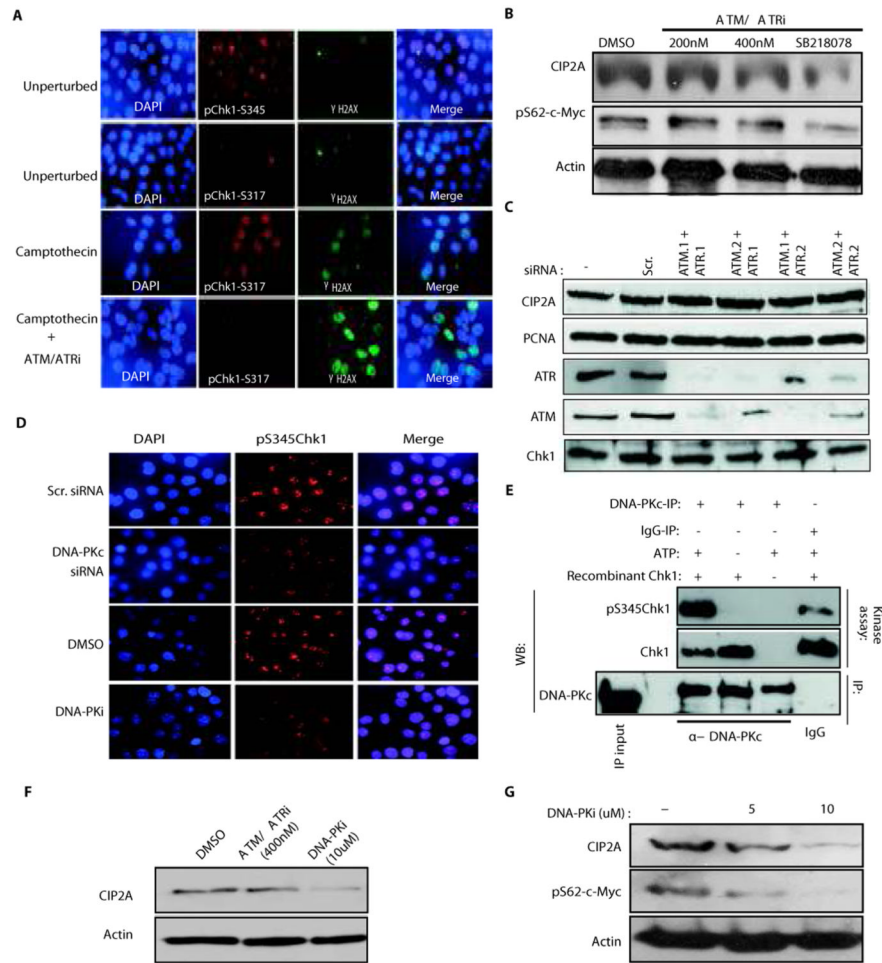 A
Unperturbed
DAPI
pChk1-S345
γ H2AX
Merge
Unperturbed
DAPI
pChk1-S317
γ H2AX
Merge
Camptothecin
DAPI
pChk1-S317
γ H2AX
Merge
Camptothecin
+
ATM/ATRi
DAPI
pChk1-S317
γ H2AX
Merge
B
ATM/ ATRi
DMSO 200nM 400nM SB218078
CIP2A
pS62-c-Myc
Actin
C
siRNA :
-
Scr.
ATM.1 +
ATR.1
ATM.2 +
ATR.1
ATM.1 +
ATR.2
ATM.2 +
ATR.2
CIP2A
PCNA
ATR
ATM
Chk1
D
DAPI pS345Chk1 Merge
Scr. siRNA
DNA-PKc
siRNA
DMSO
DNA-PKi
E
DNA-PKc-IP: + + + -
IgG-IP: - - - +
ATP: + - + +
Recombinant Chk1: + + - +
pS345Chk1
Chk1
DNA-PKc
WB:
Kinase
assay:
IP:
IP input
α− DNA-PKc
IgG
F
DMSO
ATM/ ATRi
(400nM)
DNA-PKi
(10uM)
CIP2A
Actin
G
DNA-PKi (uM) − 5 10
CIP2A
pS62-c-Myc
Actin